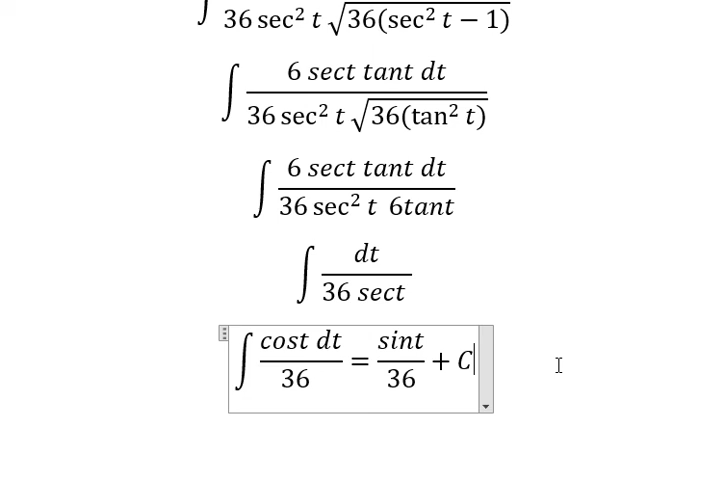 ∫ 36 sec² t √36(sec² t − 1)
∫ 6 sect tant dt / 36 sec² t √36(tan² t)
∫ 6 sect tant dt / 36 sec² t 6tant
∫ dt / 36 sect
∫ cost dt / 36 = sint / 36 + C